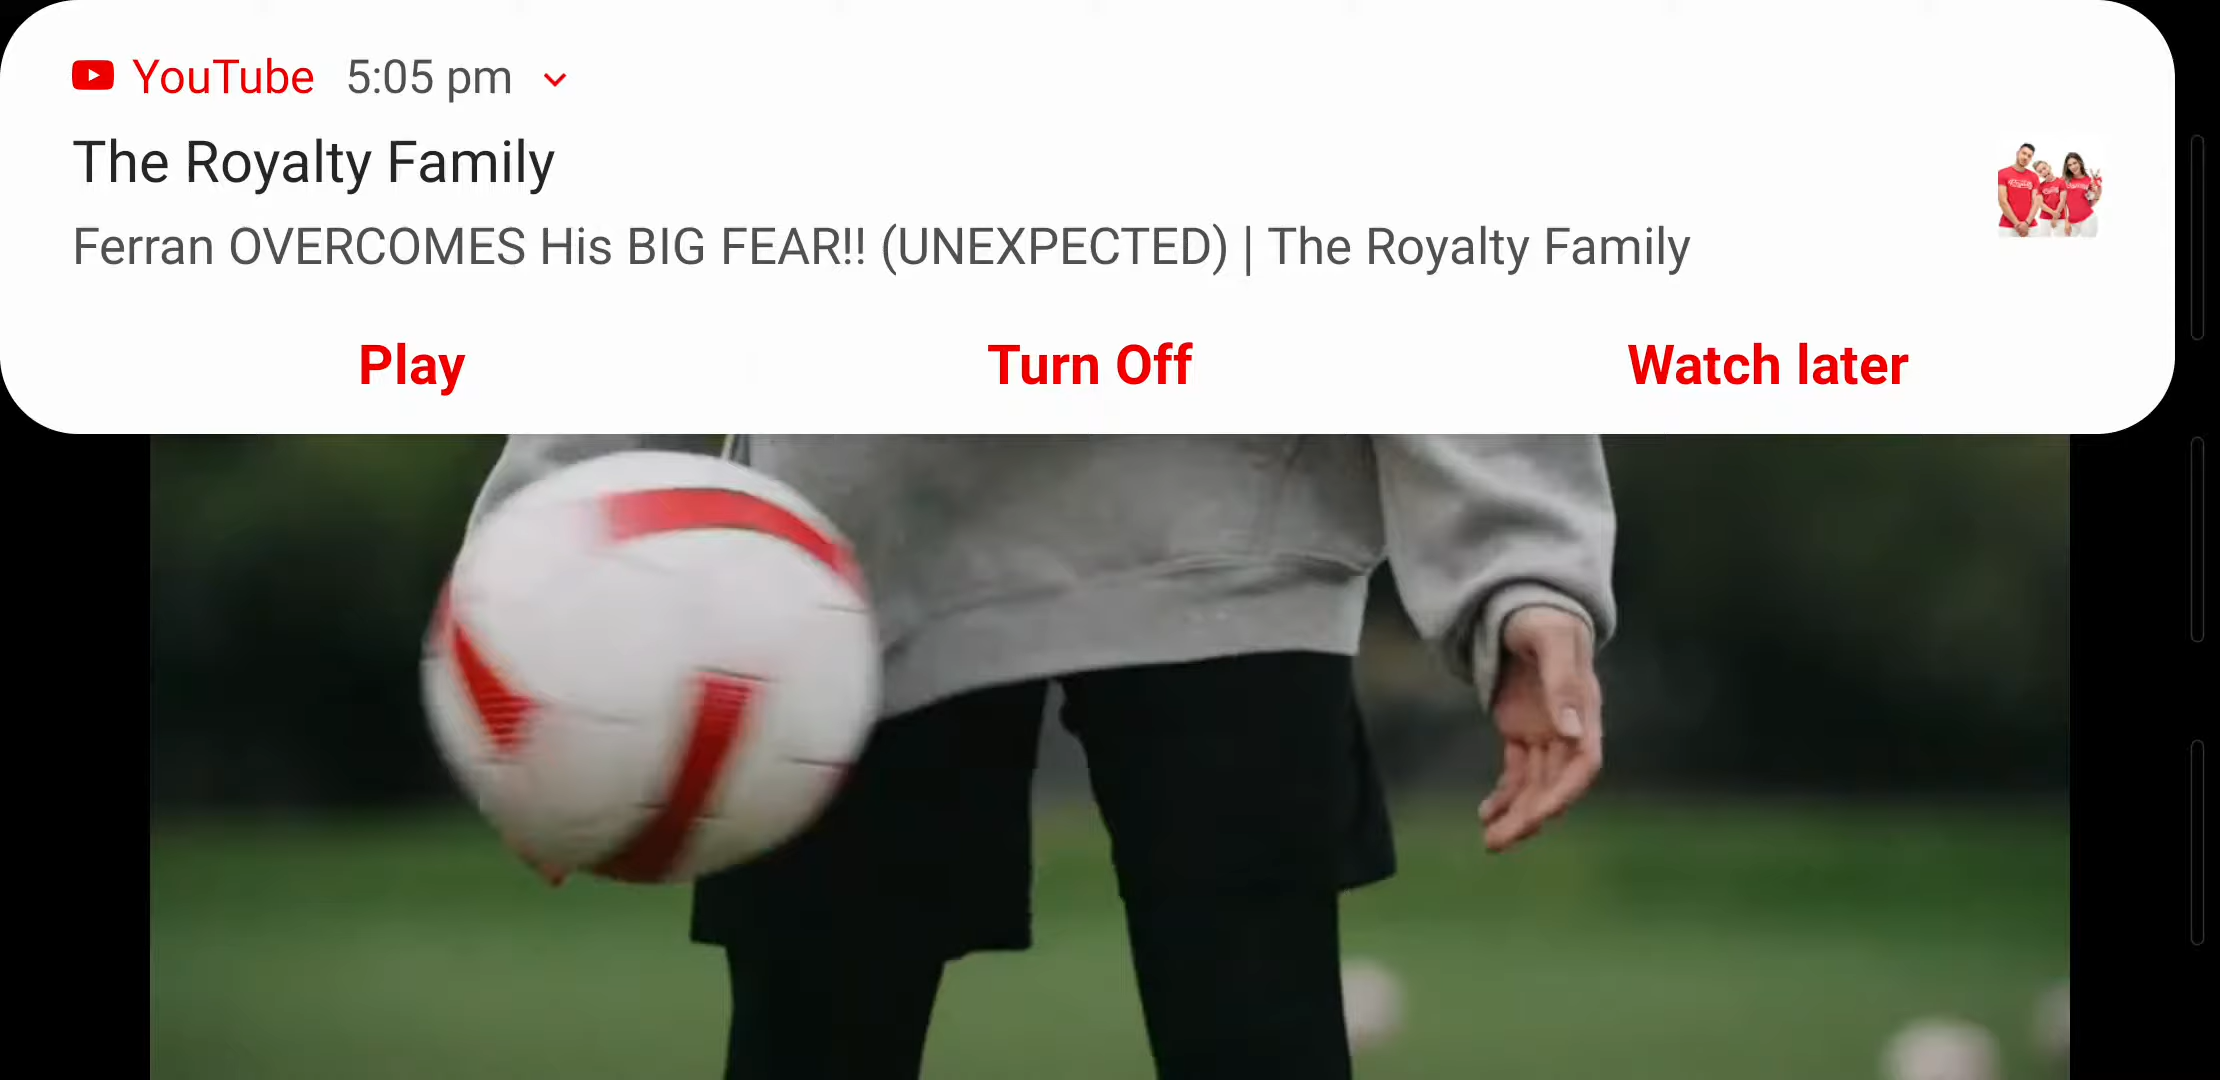 YouTube 5:05 pm
The Royalty Family
Ferran OVERCOMES His BIG FEAR!! (UNEXPECTED) | The Royalty Family
Play Turn Off Watch later